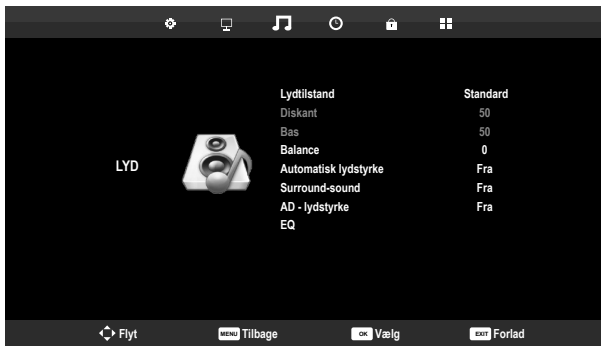 Lydtilstand Standard
Diskant 50
Bas 50
Balance 0
LYD
Automatisk lydstyrke Fra
Surround-sound Fra
AD - lydstyrke Fra
EQ
Flyt MENU Tilbage OK Vælg EXIT Forlad